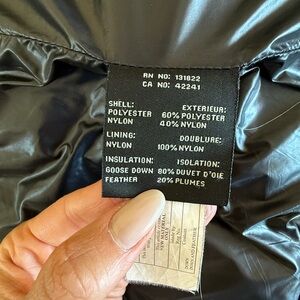 RN NO: 131822
CA NO: 42241
SHELL: EXTERIEUR:
POLYESTER 60% POLYESTER
NYLON 40% NYLON
LINING: DOUBLURE:
NYLON 100% NYLON
INSULATION: ISOLATION:
GOOSE DOWN 80% DUVET D'OIE
FEATHER 20% PLUMES